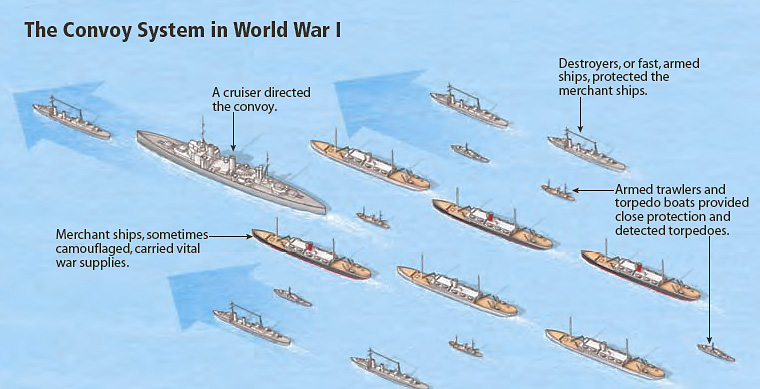 The Convoy System in World War I
A cruiser directed
the convoy.
Destroyers, or fast, armed
ships, protected the
merchant ships.
Armed trawlers and
torpedo boats provided
close protection and
detected torpedoes.
Merchant ships, sometimes
camouflaged, carried vital
war supplies.